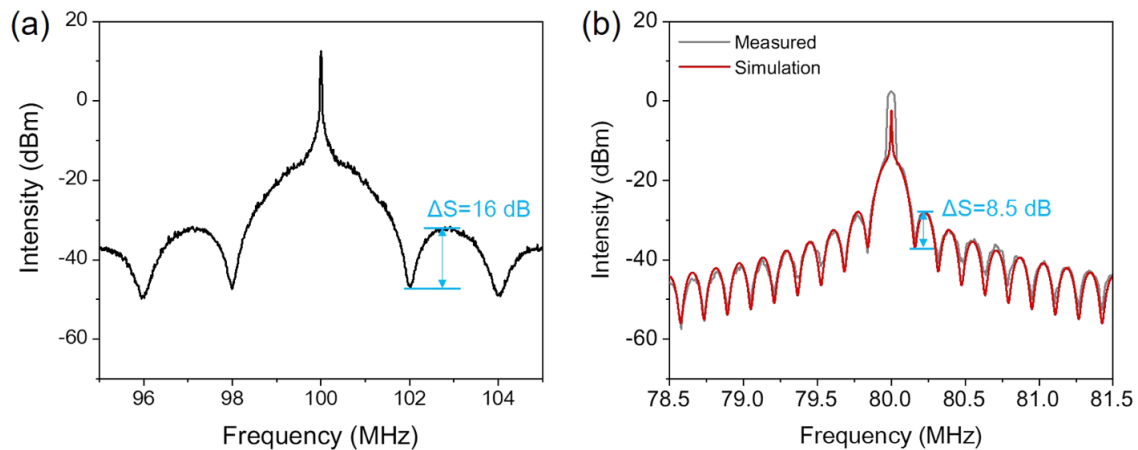 (a)
20
0
-20
-40
-60
Intensity (dBm)
ΔS=16 dB
96 98 100 102 104
Frequency (MHz)
(b)
20
0
-20
-40
-60
Intensity (dBm)
Measured
Simulation
ΔS=8.5 dB
78.5 79.0 79.5 80.0 80.5 81.0 81.5
Frequency (MHz)